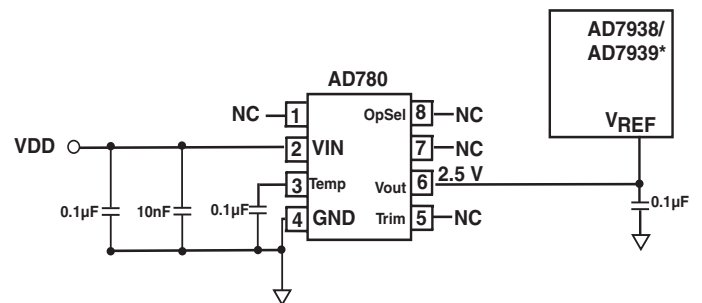 AD7938/
AD7939*
AD780
NC 1
OpSel 8 NC
VDD
2 VIN
7 NC
VREF
3 Temp
Vout 6 2.5 V
0.1µF
10nF
0.1µF
4 GND
Trim 5 NC
0.1µF